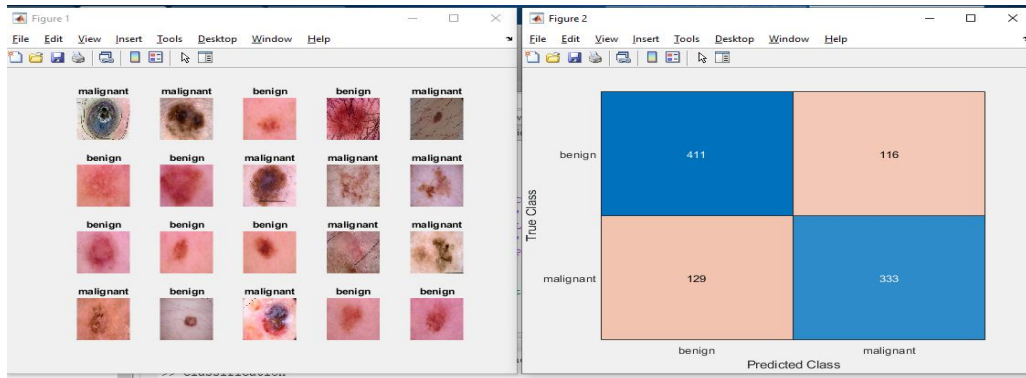 Figure 1
File Edit View Insert Tools Desktop Window Help
malignant malignant benign benign malignant
benign benign malignant malignant malignant
benign benign benign malignant malignant
malignant benign malignant benign benign
Figure 2
File Edit View Insert Tools Desktop Window Help
True Class
benign 411 116
malignant 129 333
benign malignant
Predicted Class